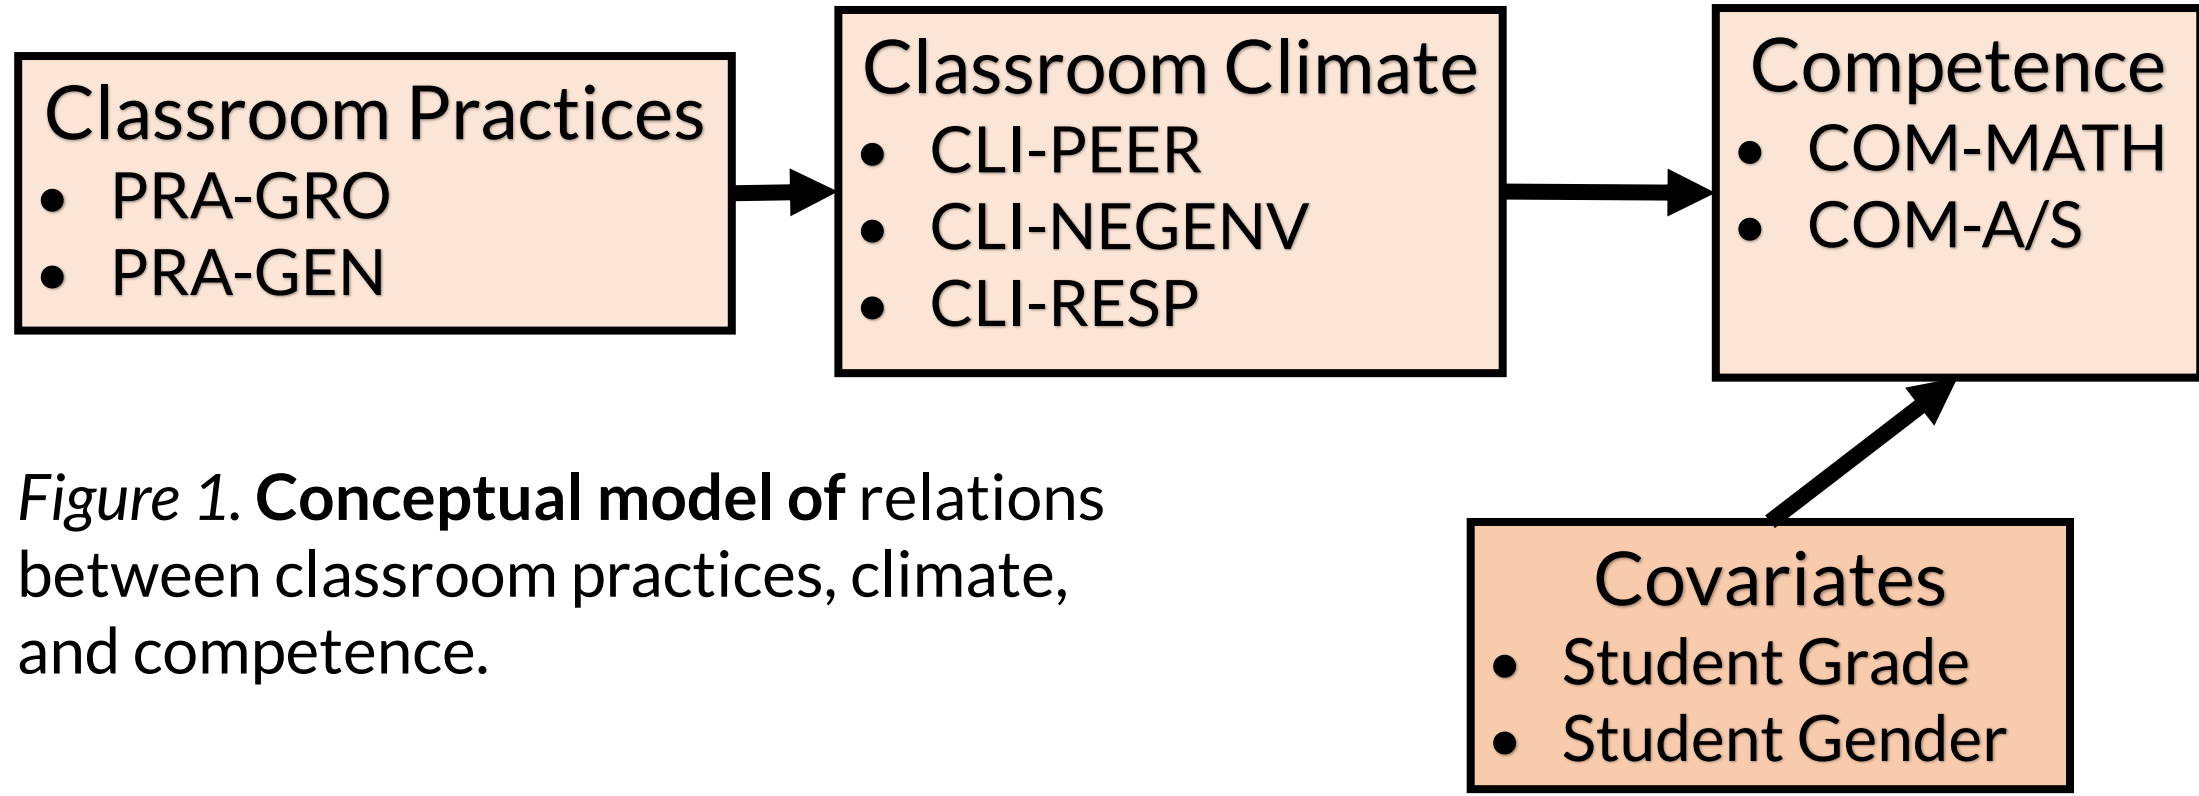 Classroom Practices
• PRA-GRO
• PRA-GEN
Classroom Climate
• CLI-PEER
• CLI-NEGENV
• CLI-RESP
Competence
• COM-MATH
• COM-A/S
Covariates
• Student Grade
• Student Gender
Figure 1. Conceptual model of relations
between classroom practices, climate,
and competence.